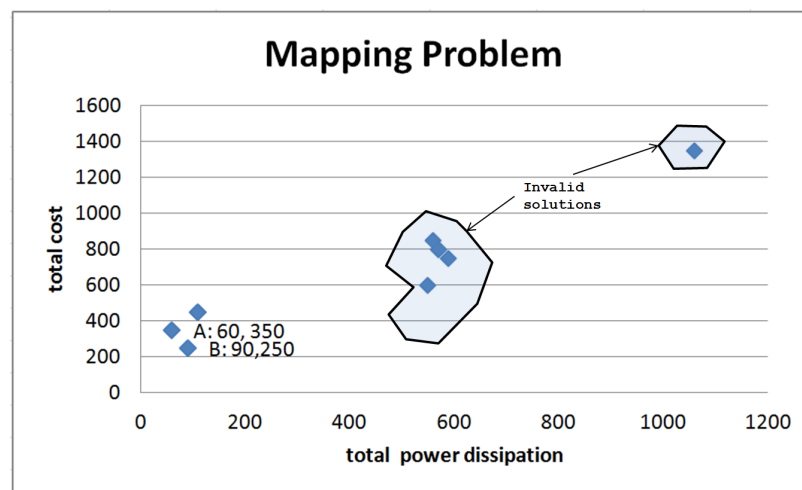 Mapping Problem
1600
1400
1200
1000
800
600
400
200
0
total cost
Invalid
solutions
A: 60, 350
B: 90,250
0 200 400 600 800 1000 1200
total power dissipation